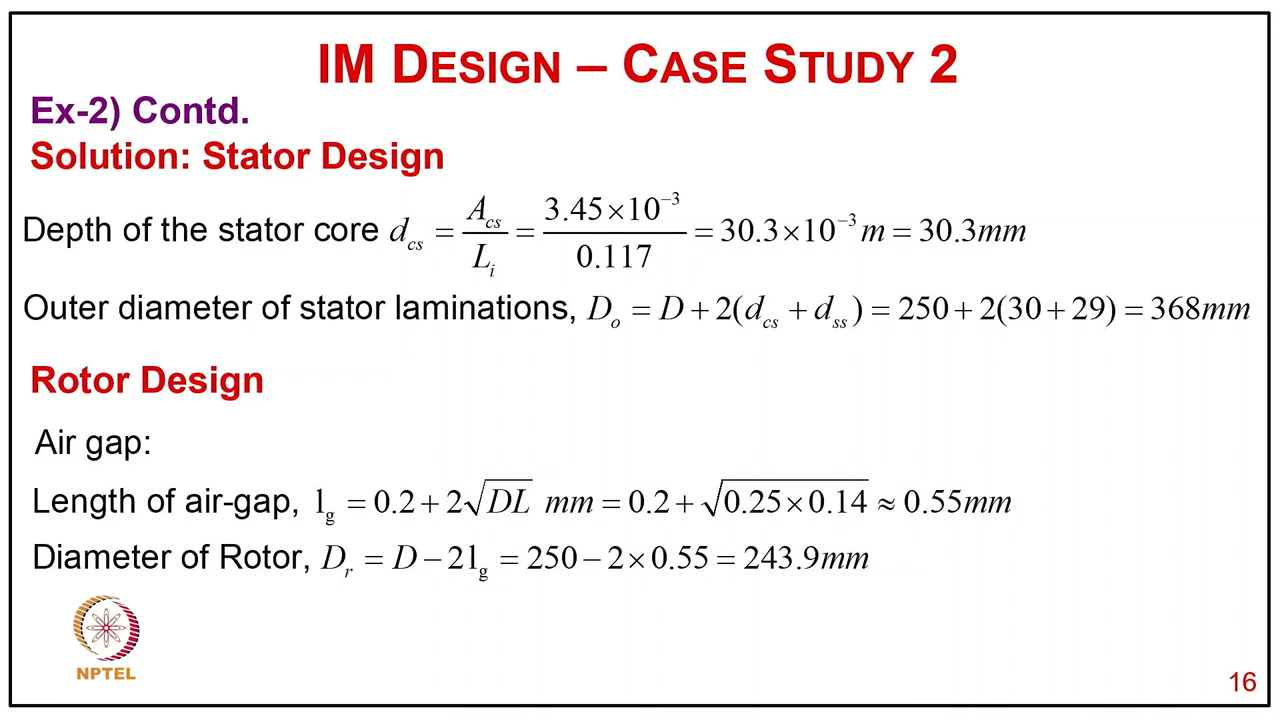 IM DESIGN – CASE STUDY 2
Ex-2) Contd.
Solution: Stator Design
Depth of the stator core d_cs = A_cs / L_i = 3.45×10⁻³ / 0.117 = 30.3×10⁻³ m = 30.3mm
Outer diameter of stator laminations, D_o = D + 2(d_cs + d_ss) = 250 + 2(30 + 29) = 368mm
Rotor Design
Air gap:
Length of air-gap, l_g = 0.2 + 2√DL mm = 0.2 + √0.25×0.14 ≈ 0.55mm
Diameter of Rotor, D_r = D − 2l_g = 250 − 2×0.55 = 243.9mm
NPTEL
16